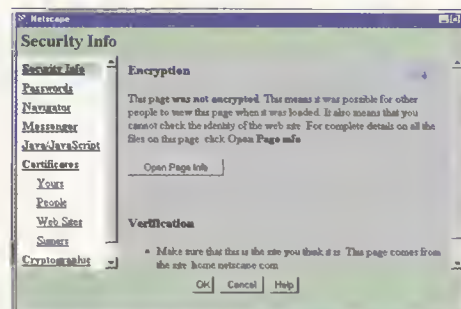 Netscape
Security Info
Security Info
Passwords
Navigator
Messenger
Java/JavaScript
Certificates
Yours
People
Web Sites
Signers
Cryptographic
Encryption
This page was not encrypted. This means it was possible for other
people to view this page when it was loaded. It also means that you
cannot check the identity of the web site. For complete details on all the
files on this page click Open Page Info
Open Page Info
Verification
• Make sure that this is the site you think it is. This page comes from
the site home.netscape.com
OK Cancel Help